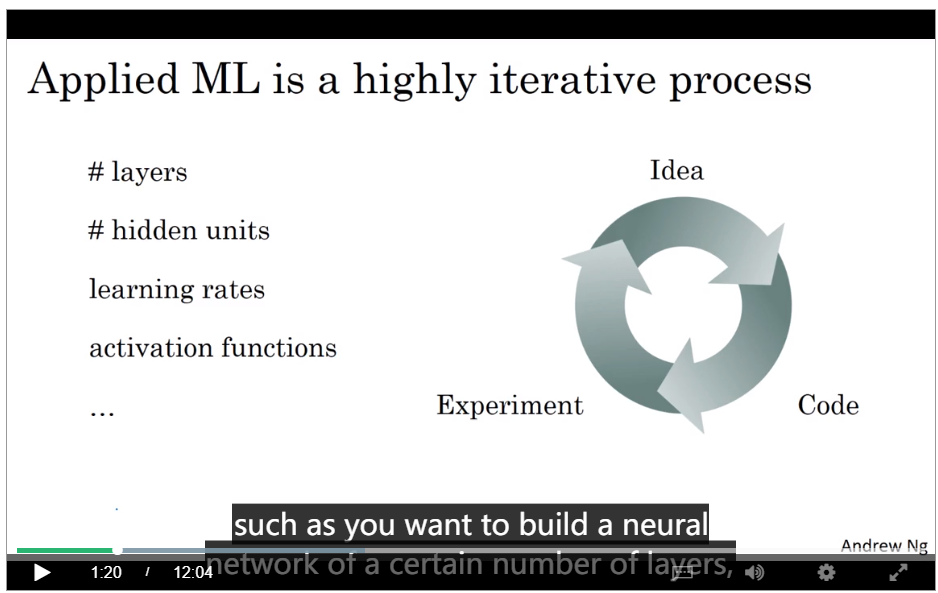 Applied ML is a highly iterative process
# layers
# hidden units
learning rates
activation functions
...
Idea
Experiment
Code
such as you want to build a neural
network of a certain number of layers,
Andrew Ng
1:20 / 12:04